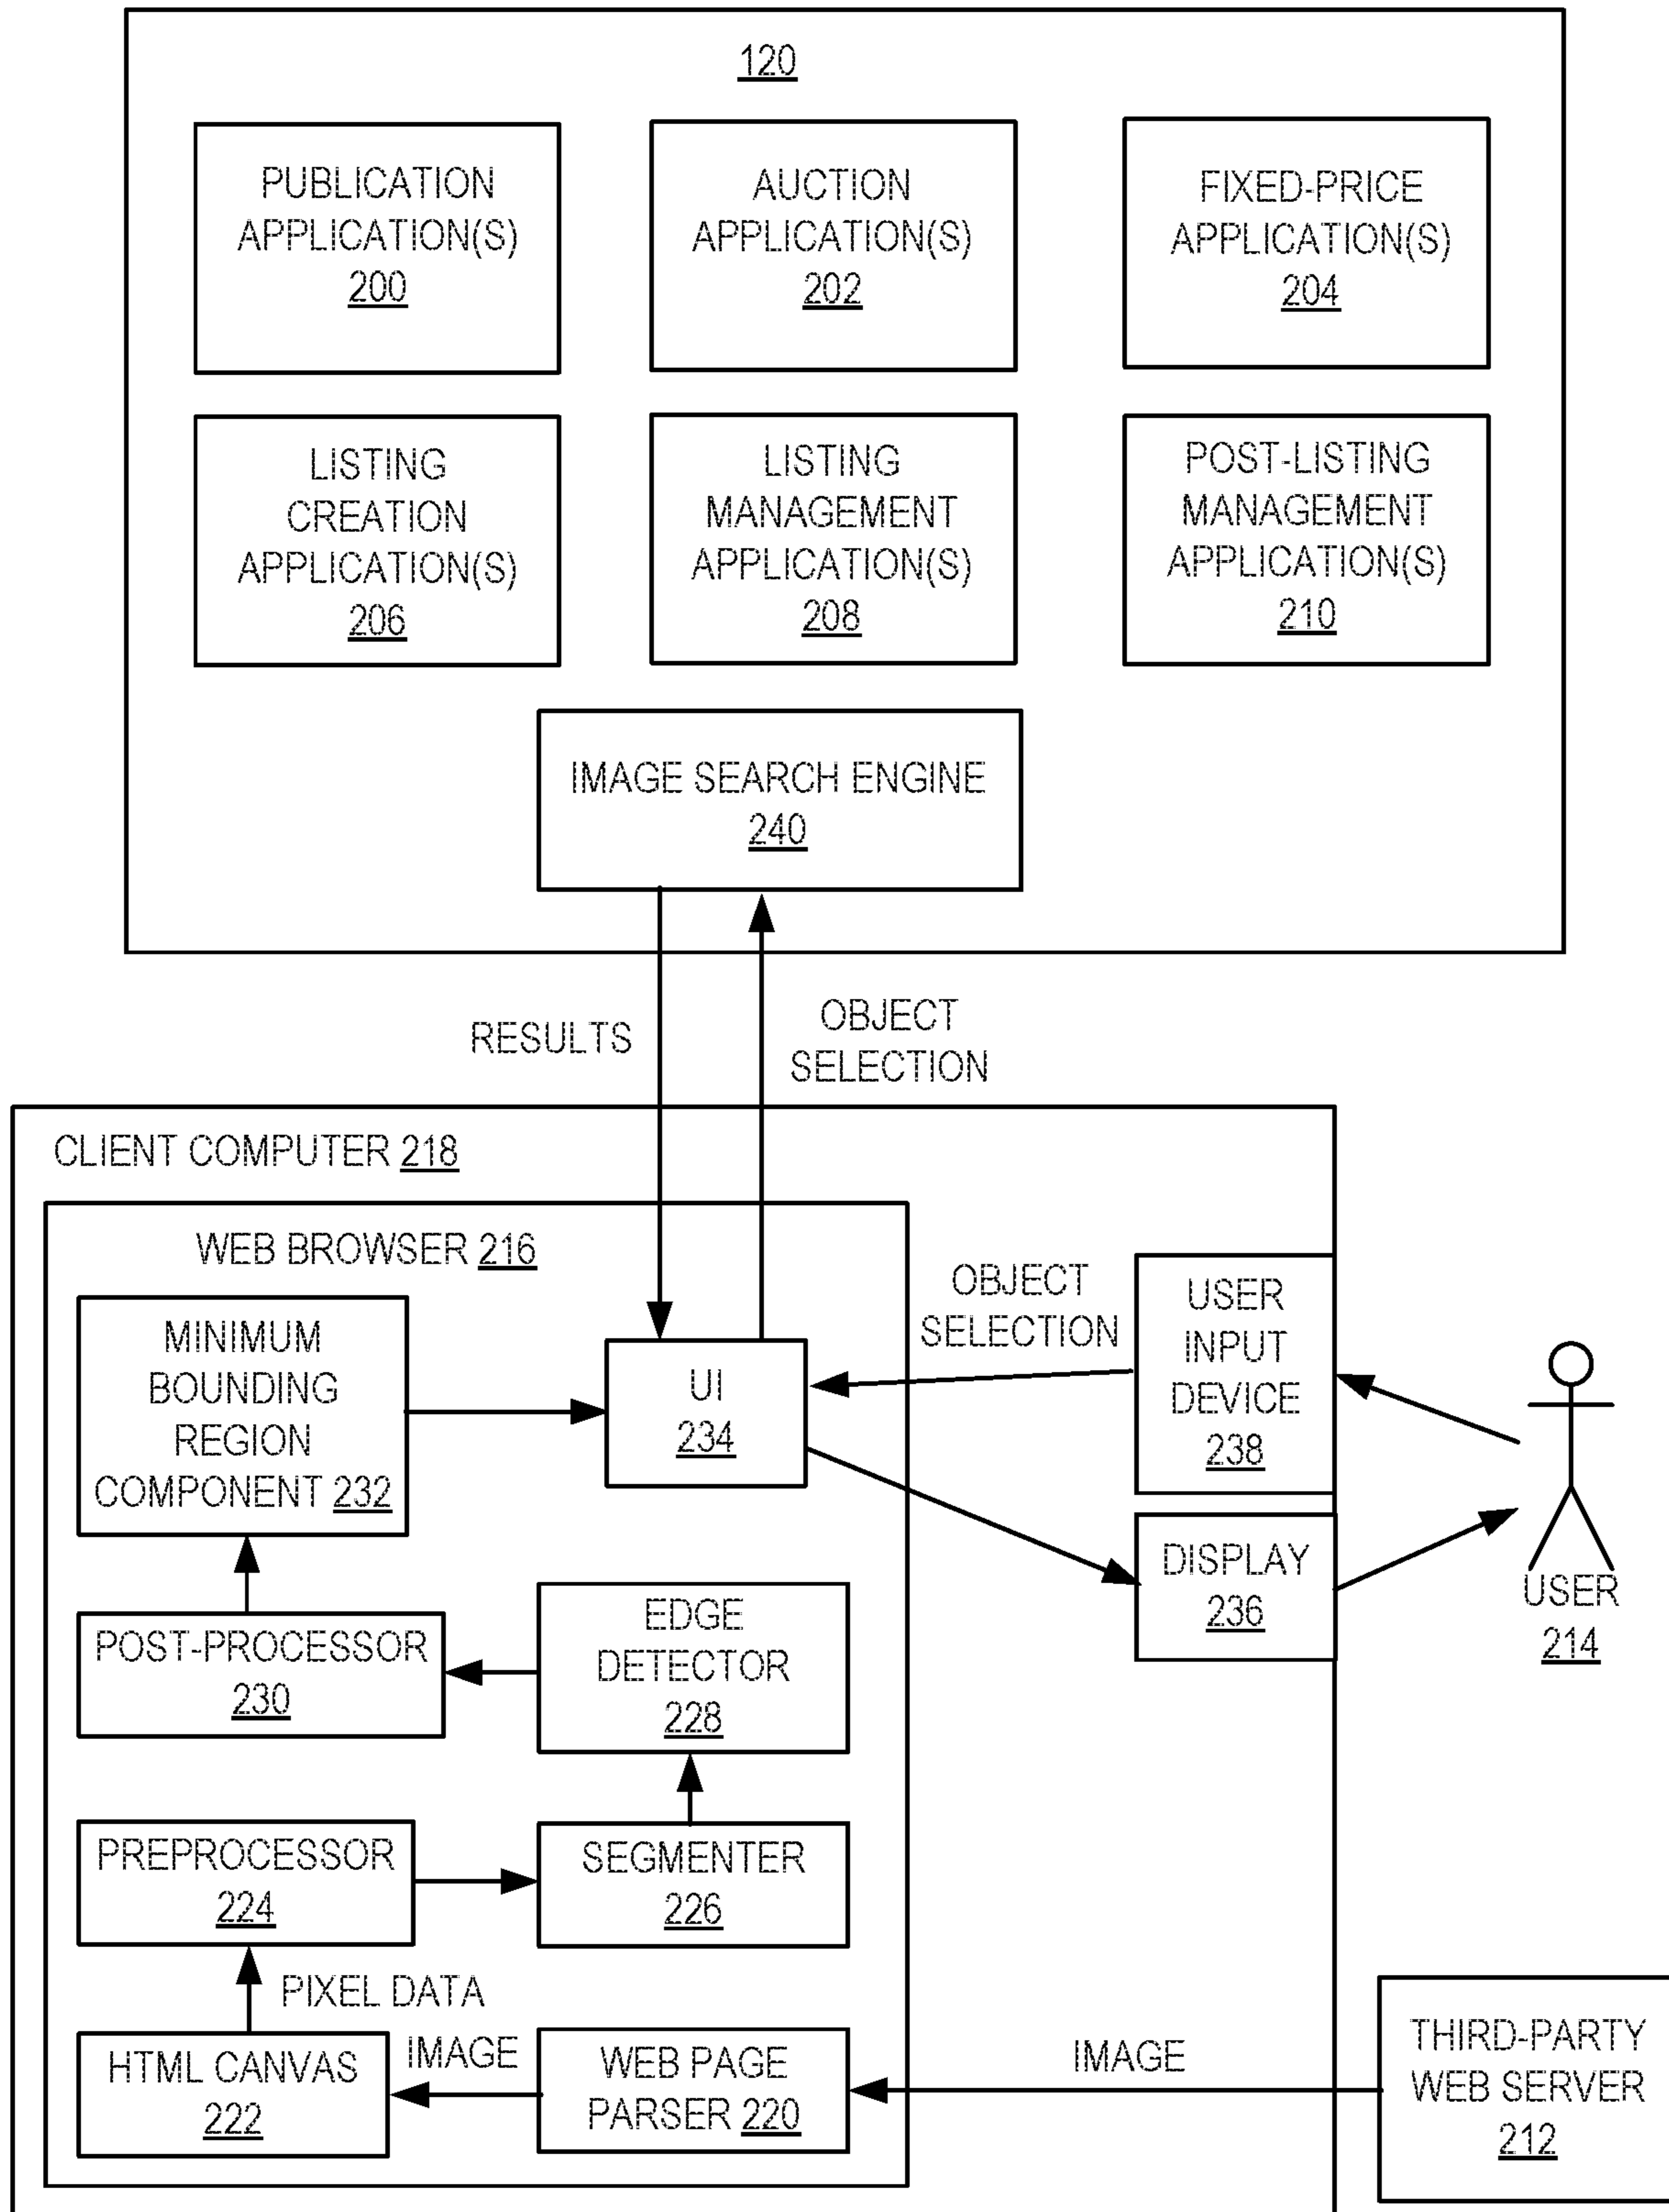 120
PUBLICATION
APPLICATION(S)
200
AUCTION
APPLICATION(S)
202
FIXED-PRICE
APPLICATION(S)
204
LISTING
CREATION
APPLICATION(S)
206
LISTING
MANAGEMENT
APPLICATION(S)
208
POST-LISTING
MANAGEMENT
APPLICATION(S)
210
IMAGE SEARCH ENGINE
240
RESULTS
OBJECT
SELECTION
CLIENT COMPUTER 218
WEB BROWSER 216
MINIMUM
BOUNDING
REGION
COMPONENT 232
UI
234
OBJECT
SELECTION
USER
INPUT
DEVICE
238
DISPLAY
236
USER
214
POST-PROCESSOR
230
EDGE
DETECTOR
228
PREPROCESSOR
224
SEGMENTER
226
PIXEL DATA
HTML CANVAS
222
IMAGE
WEB PAGE
PARSER 220
IMAGE
THIRD-PARTY
WEB SERVER
212